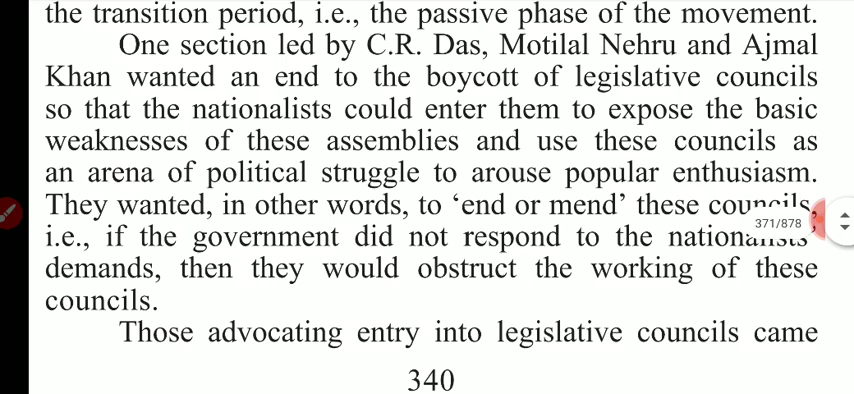 the transition period, i.e., the passive phase of the movement.
One section led by C.R. Das, Motilal Nehru and Ajmal
Khan wanted an end to the boycott of legislative councils
so that the nationalists could enter them to expose the basic
weaknesses of these assemblies and use these councils as
an arena of political struggle to arouse popular enthusiasm.
They wanted, in other words, to ‘end or mend’ these councils,
371/878
i.e., if the government did not respond to the nationalists’
demands, then they would obstruct the working of these
councils.
Those advocating entry into legislative councils came
340